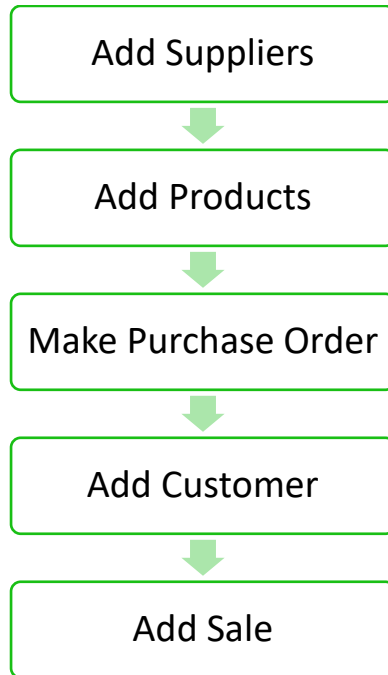 Add Suppliers
Add Products
Make Purchase Order
Add Customer
Add Sale